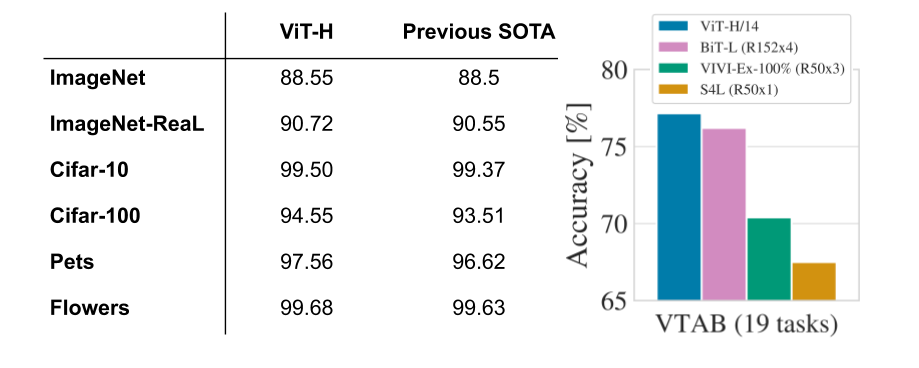 ViT-H Previous SOTA
ImageNet 88.55 88.5
ImageNet-ReaL 90.72 90.55
Cifar-10 99.50 99.37
Cifar-100 94.55 93.51
Pets 97.56 96.62
Flowers 99.68 99.63
ViT-H/14
BiT-L (R152x4)
VIVI-Ex-100% (R50x3)
S4L (R50x1)
Accuracy [%]
80
75
70
65
VTAB (19 tasks)